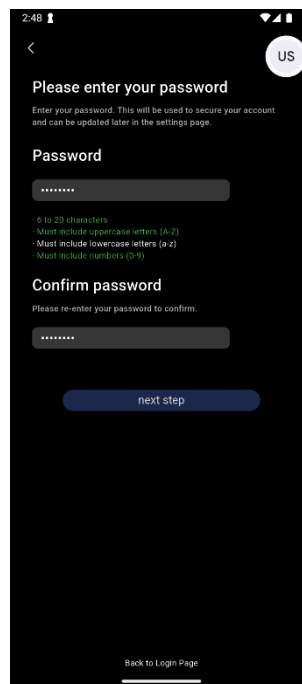 2:48
US
Please enter your password
Enter your password. This will be used to secure your account
and can be updated later in the settings page.
Password
········
· 6 to 20 characters
· Must include uppercase letters (A-Z)
· Must include lowercase letters (a-z)
· Must include numbers (0-9)
Confirm password
Please re-enter your password to confirm.
········
next step
Back to Login Page